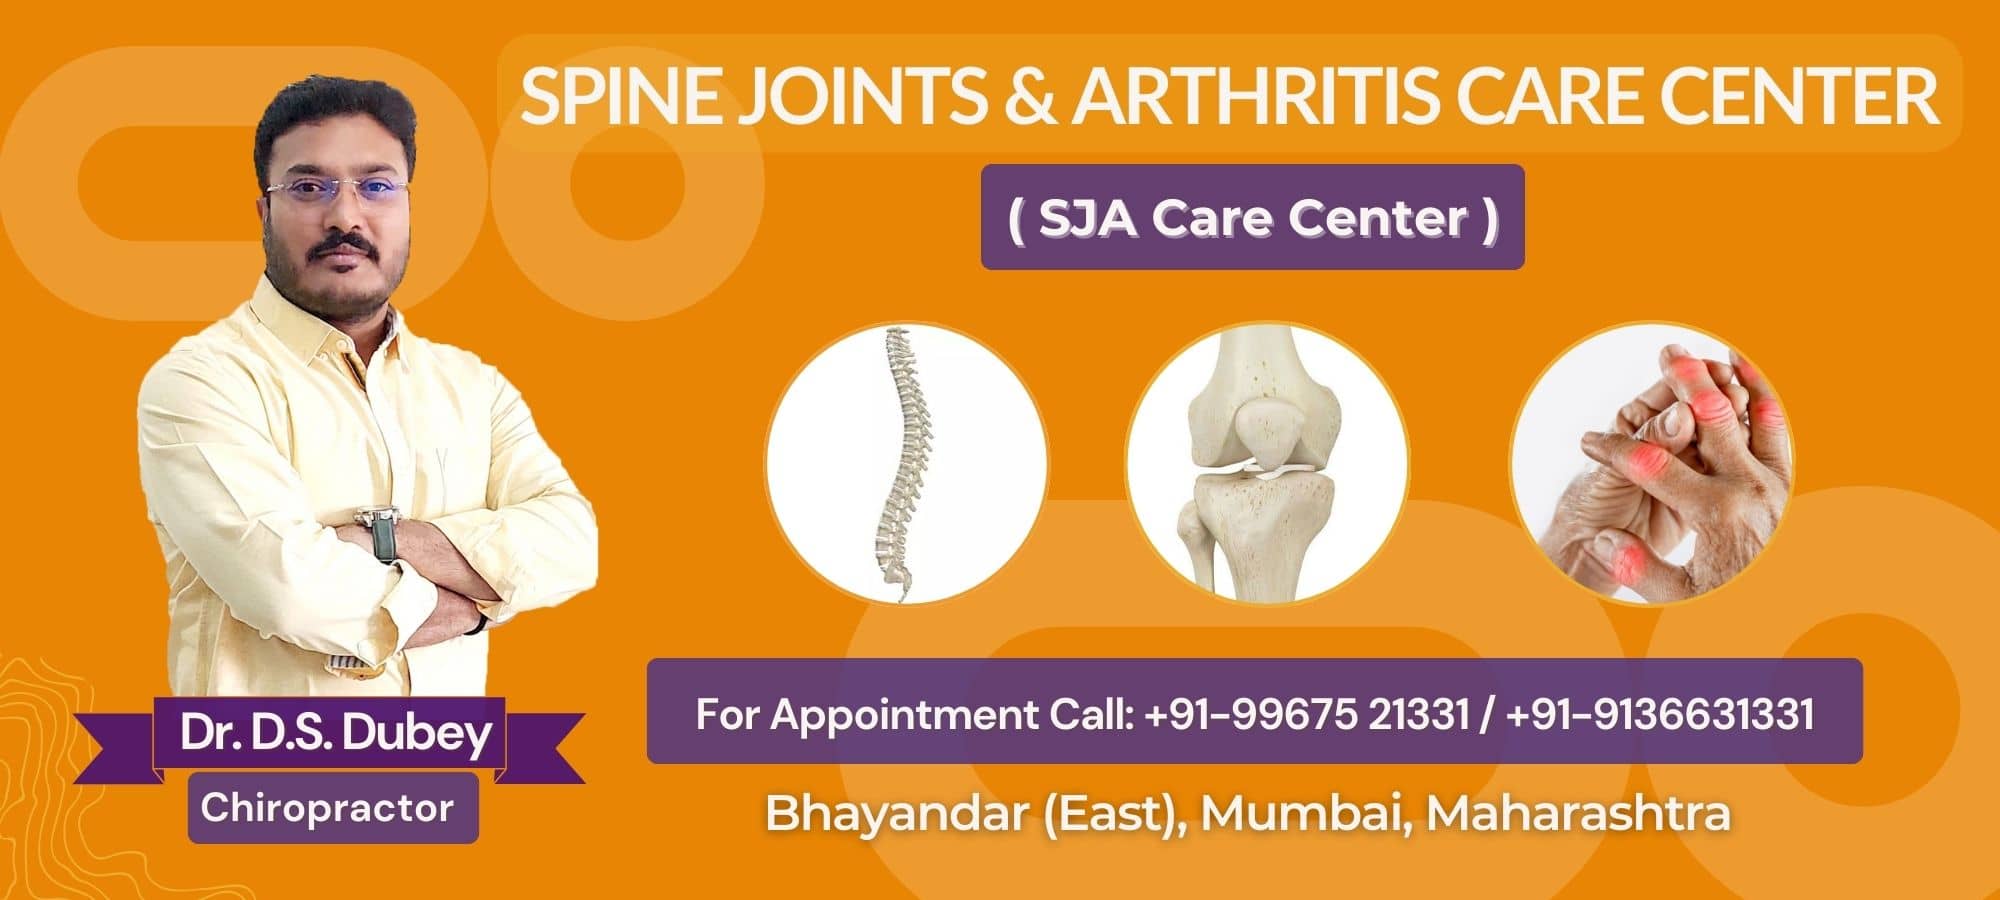 SPINE JOINTS & ARTHRITIS CARE CENTER
( SJA Care Center )
For Appointment Call: +91-99675 21331 / +91-9136631331
Dr. D.S. Dubey
Chiropractor
Bhayandar (East), Mumbai, Maharashtra